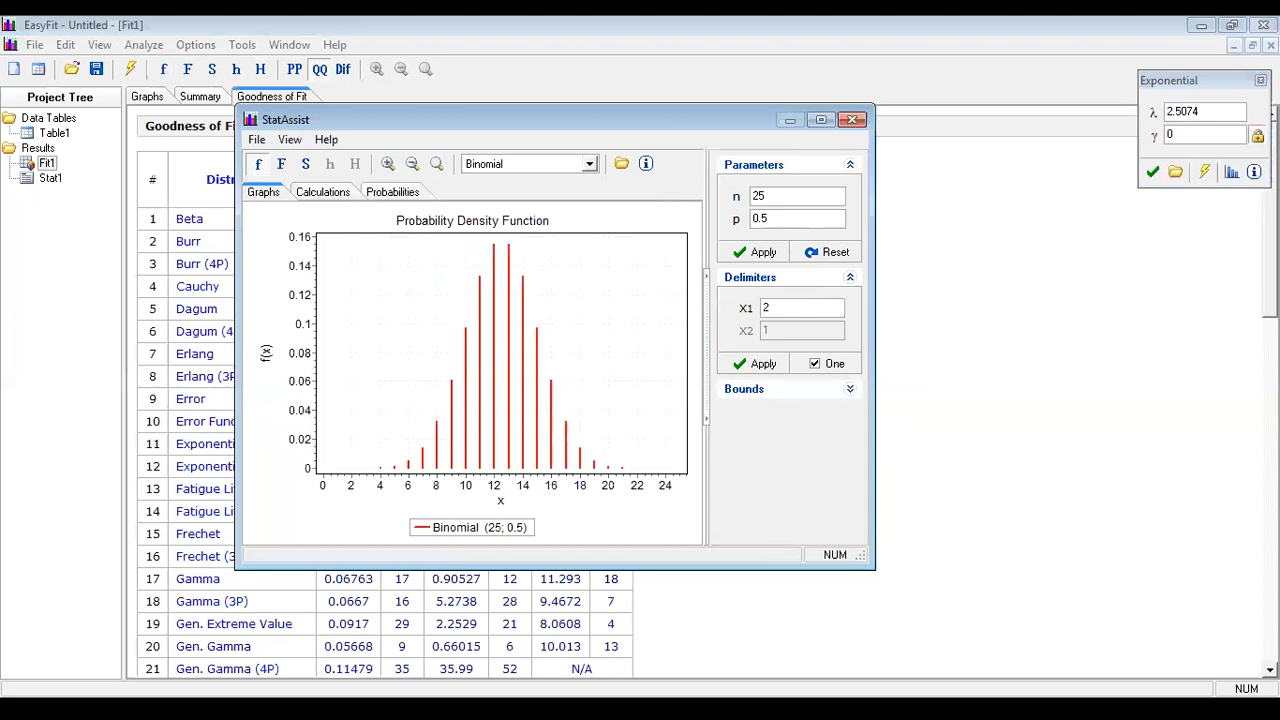 EasyFit - Untitled - [Fit1]
File Edit View Analyze Options Tools Window Help
f F S h H PP QQ Dif
Project Tree
Data Tables
Table1
Results
Fit1
Stat1
Graphs Summary Goodness of Fit
Goodness of Fi
# Distr
1 Beta
2 Burr
3 Burr (4P)
4 Cauchy
5 Dagum
6 Dagum (4
7 Erlang
8 Erlang (3P
9 Error
10 Error Func
11 Exponenti
12 Exponenti
13 Fatigue Li
14 Fatigue Li
15 Frechet
16 Frechet (3
17 Gamma 0.06763 17 0.90527 12 11.293 18
18 Gamma (3P) 0.0667 16 5.2738 28 9.4672 7
19 Gen. Extreme Value 0.0917 29 2.2529 21 8.0608 4
20 Gen. Gamma 0.05668 9 0.66015 6 10.013 13
21 Gen. Gamma (4P) 0.11479 35 35.99 52 N/A
StatAssist
File View Help
f F S h H Binomial
Graphs Calculations Probabilities
Probability Density Function
f(x)
0.16
0.14
0.12
0.1
0.08
0.06
0.04
0.02
0
0 2 4 6 8 10 12 14 16 18 20 22 24
x
Binomial (25; 0.5)
Parameters
n 25
p 0.5
Apply Reset
Delimiters
X1 2
X2 1
Apply One
Bounds
NUM
Exponential
λ 2.5074
γ 0
NUM